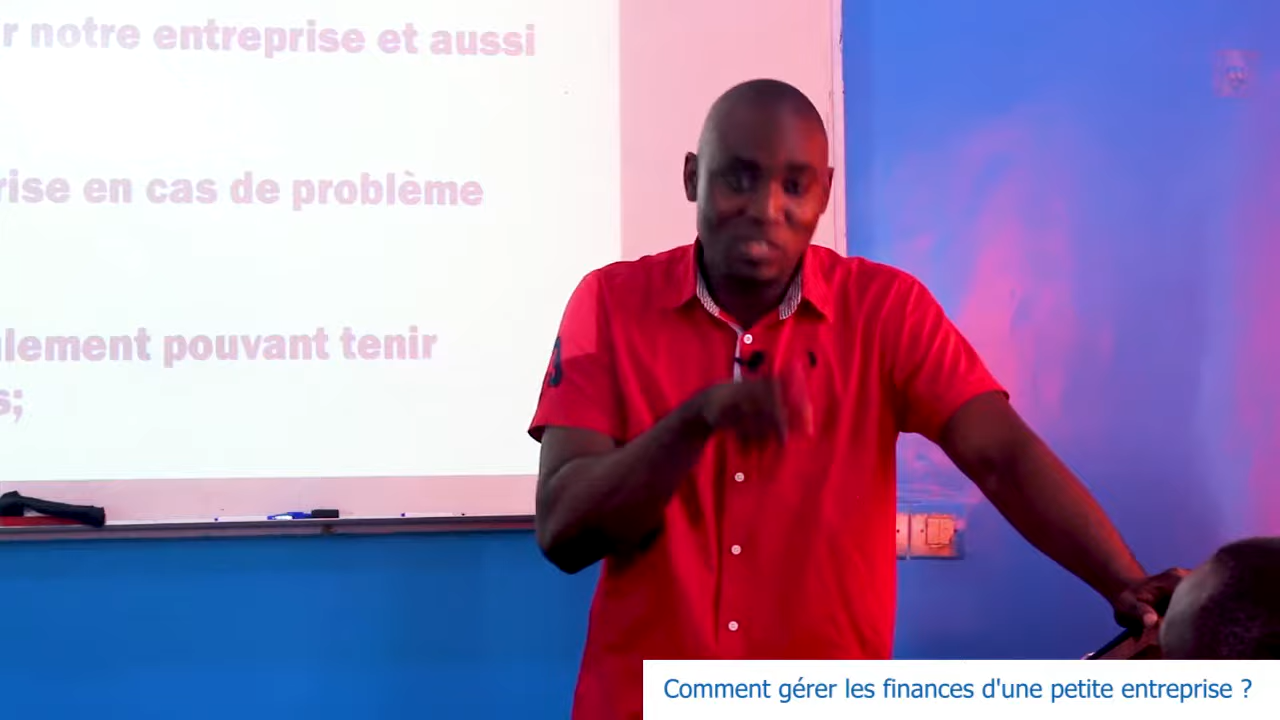 r notre entreprise et aussi
rise en cas de problème
lement pouvant tenir
s;
Comment gérer les finances d'une petite entreprise ?